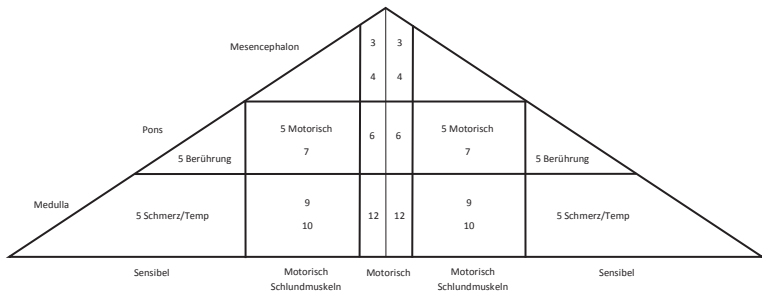 Mesencephalon
3 3
4 4
Pons
5 Motorisch
7
6 6
5 Motorisch
7
5 Berührung
5 Berührung
Medulla
5 Schmerz/Temp
9
10
12 12
9
10
5 Schmerz/Temp
Sensibel
Motorisch
Schlundmuskeln
Motorisch
Motorisch
Schlundmuskeln
Sensibel